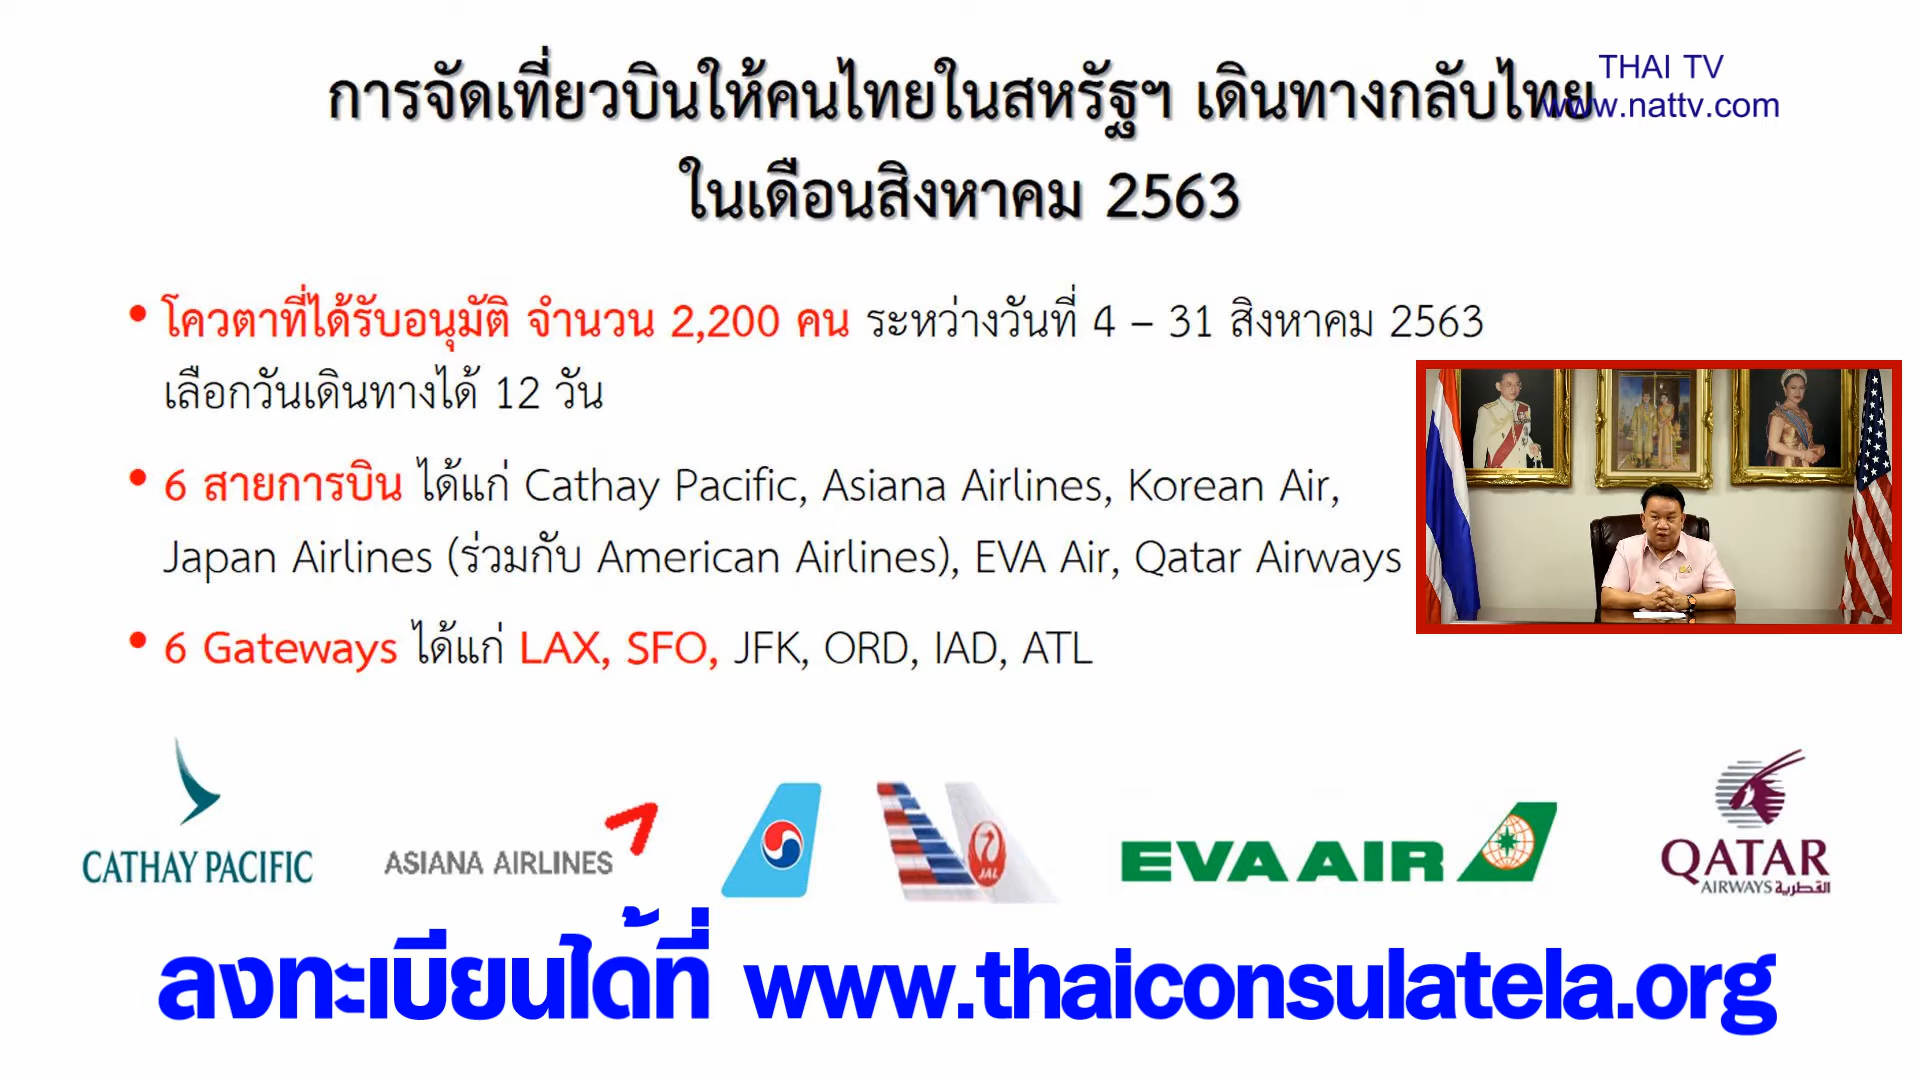 การจัดเที่ยวบินให้คนไทยในสหรัฐฯ เดินทางกลับไทย
THAI TV
www.nattv.com
ในเดือนสิงหาคม 2563
• โควตาที่ได้รับอนุมัติ จำนวน 2,200 คน ระหว่างวันที่ 4 – 31 สิงหาคม 2563
เลือกวันเดินทางได้ 12 วัน
• 6 สายการบิน ได้แก่ Cathay Pacific, Asiana Airlines, Korean Air,
Japan Airlines (ร่วมกับ American Airlines), EVA Air, Qatar Airways
• 6 Gateways ได้แก่ LAX, SFO, JFK, ORD, IAD, ATL
CATHAY PACIFIC
ASIANA AIRLINES
JAL
EVA AIR
QATAR
AIRWAYS القطرية
ลงทะเบียนได้ที่ www.thaiconsulatela.org